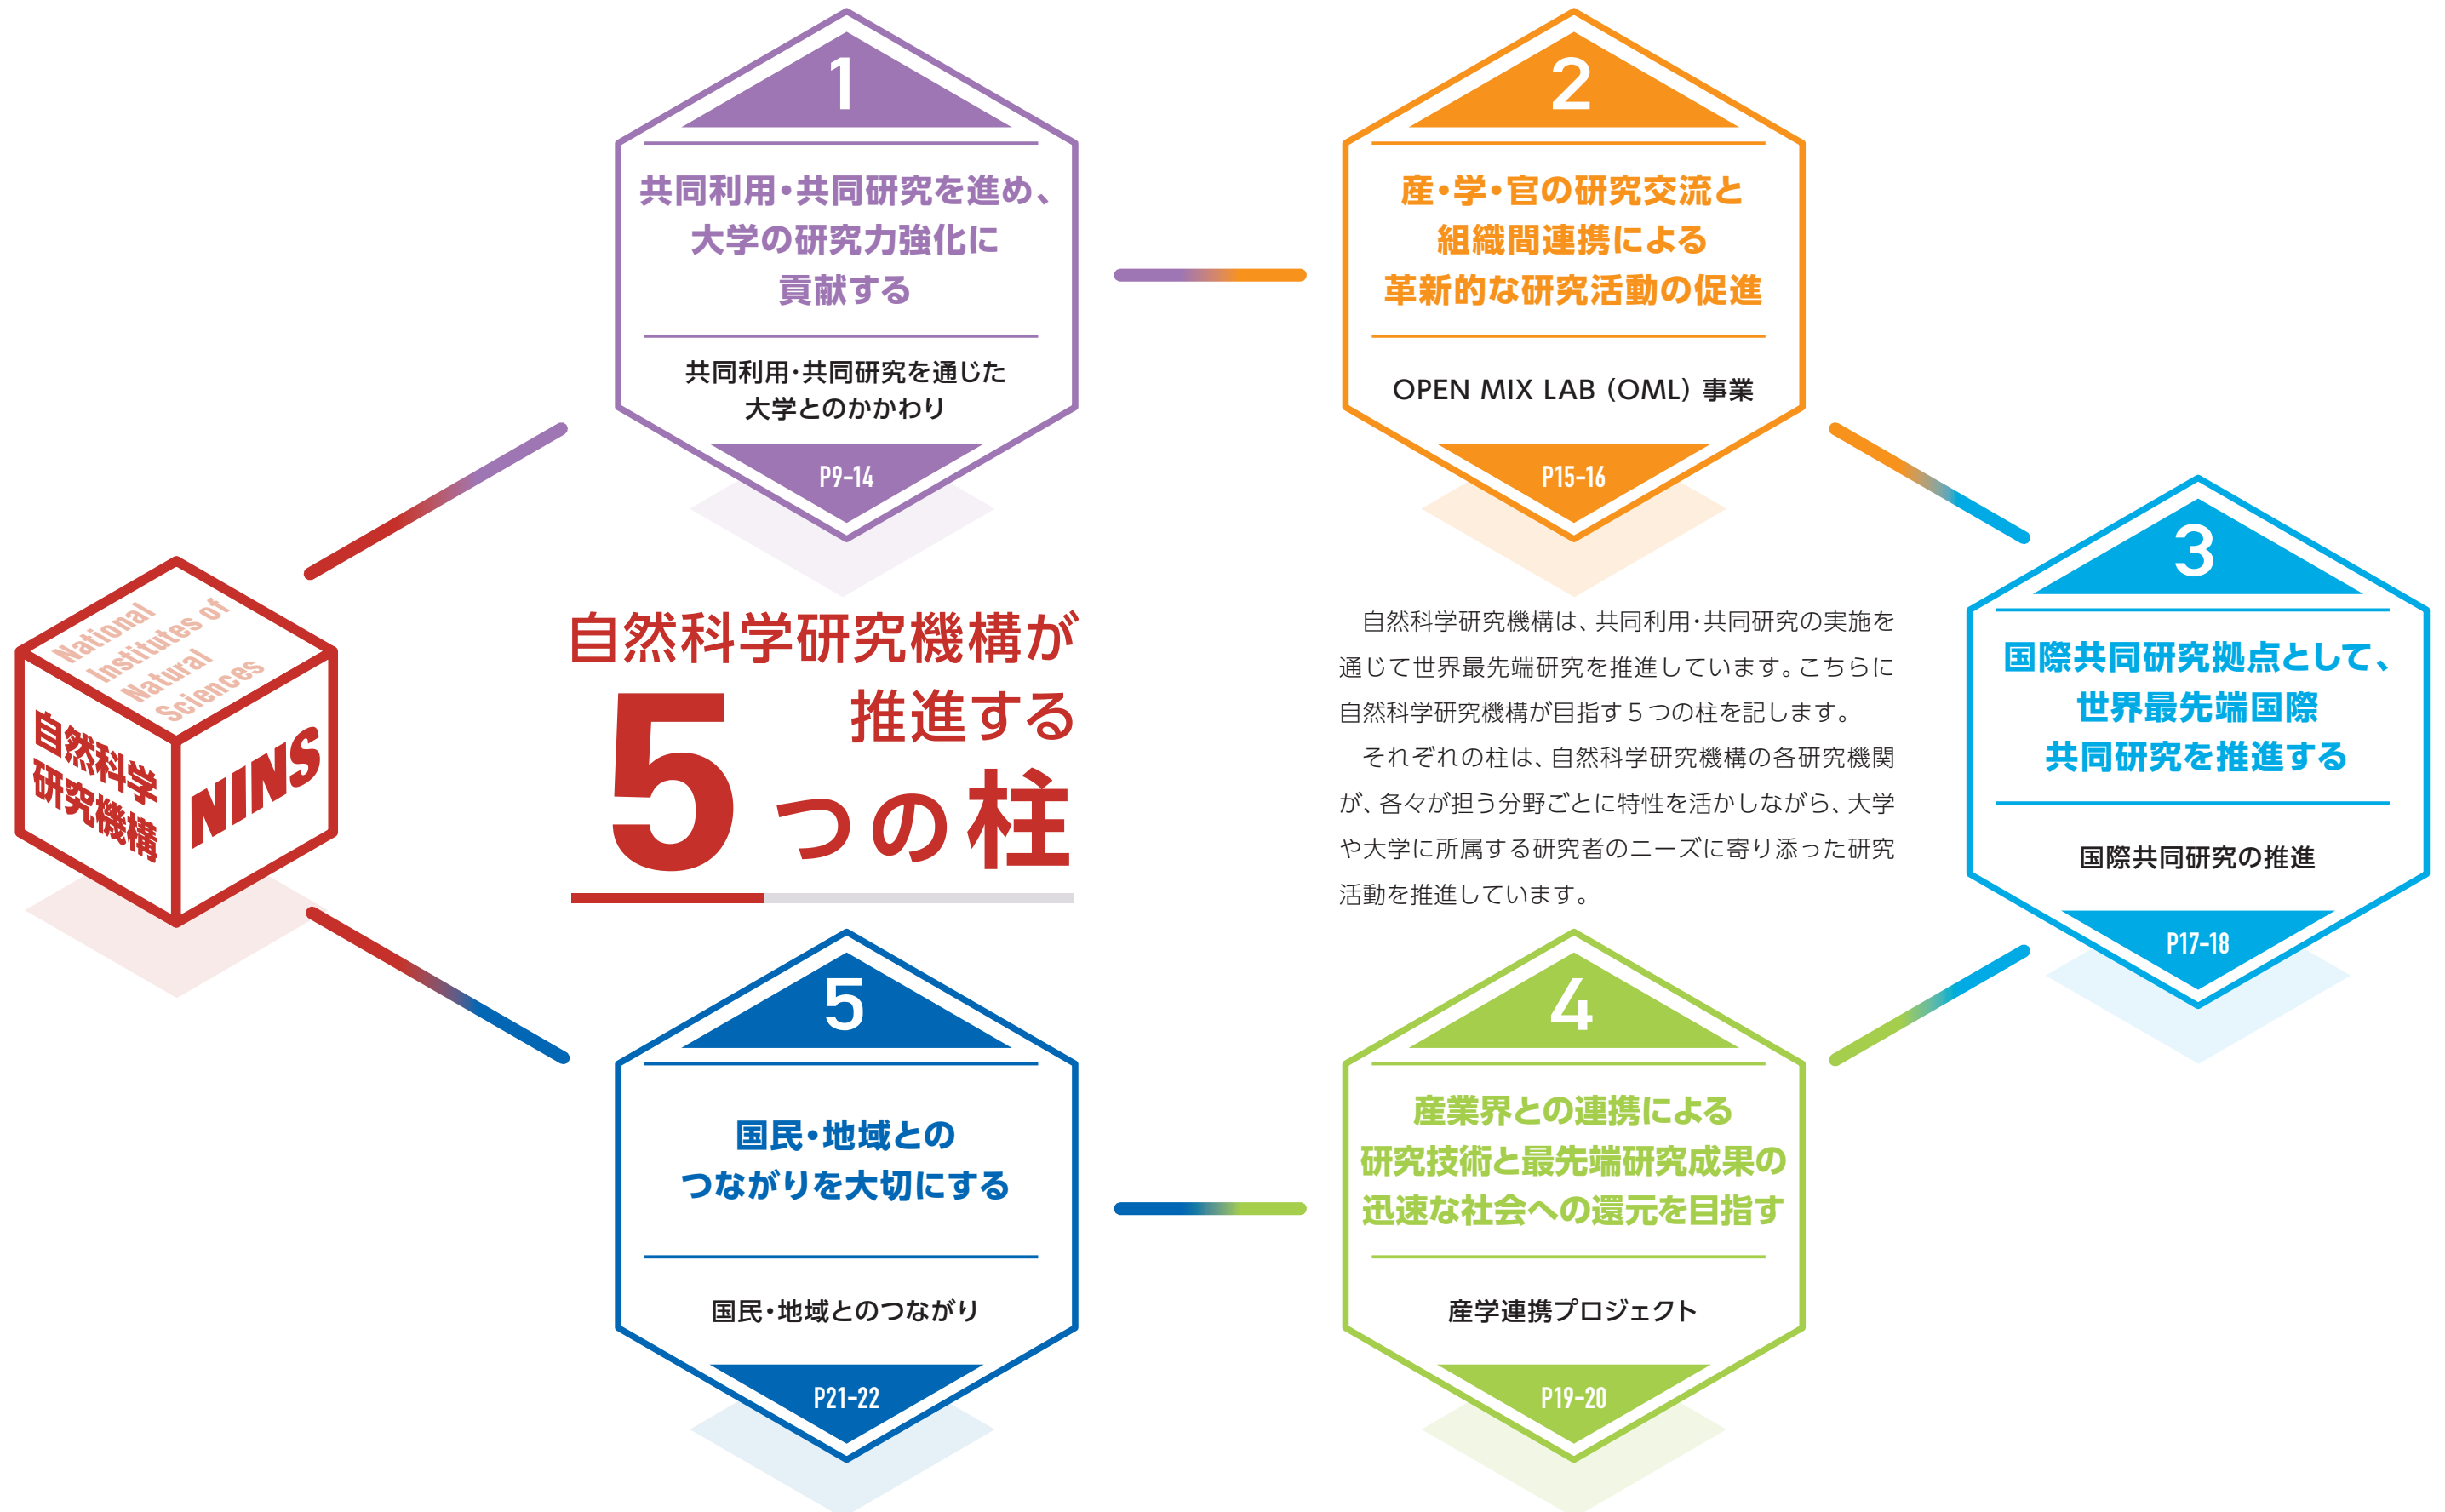 National
Institutes of
Natural
Sciences
自然科学
研究機構
NINS
自然科学研究機構が
推進する
5つの柱
自然科学研究機構は、共同利用・共同研究の実施を
通じて世界最先端研究を推進しています。こちらに
自然科学研究機構が目指す5つの柱を記します。
それぞれの柱は、自然科学研究機構の各研究機関
が、各々が担う分野ごとに特性を活かしながら、大学
や大学に所属する研究者のニーズに寄り添った研究
活動を推進しています。
1
共同利用・共同研究を進め、
大学の研究力強化に
貢献する
共同利用・共同研究を通じた
大学とのかかわり
P9-14
2
産・学・官の研究交流と
組織間連携による
革新的な研究活動の促進
OPEN MIX LAB（OML）事業
P15-16
3
国際共同研究拠点として、
世界最先端国際
共同研究を推進する
国際共同研究の推進
P17-18
4
産業界との連携による
研究技術と最先端研究成果の
迅速な社会への還元を目指す
産学連携プロジェクト
P19-20
5
国民・地域との
つながりを大切にする
国民・地域とのつながり
P21-22